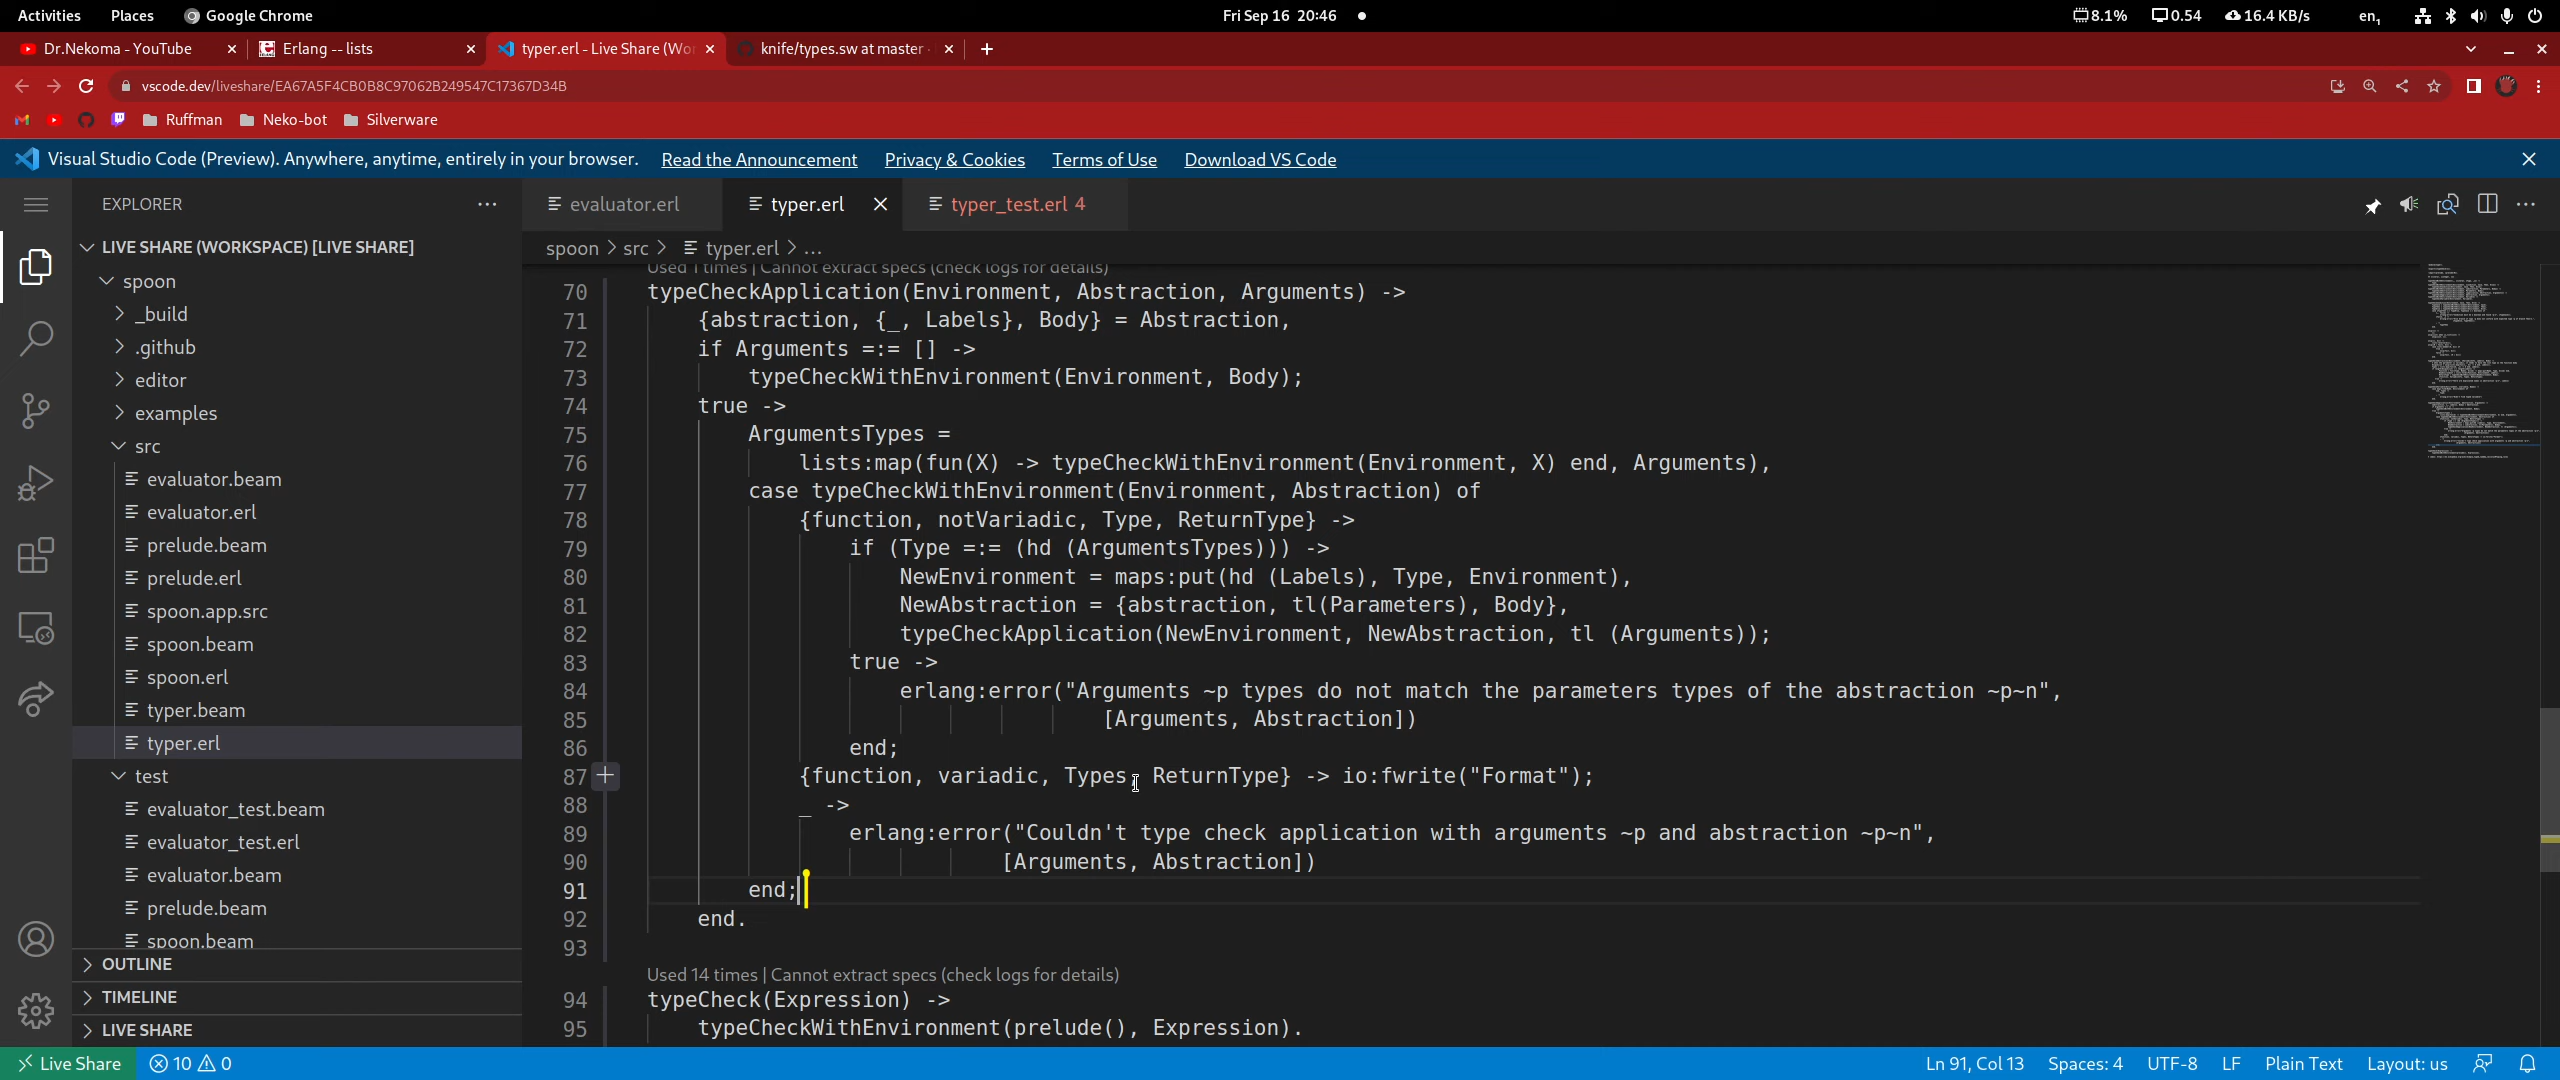 Activities Places Google Chrome Fri Sep 16 20:46 8.1% 0.54 16.4 KB/s en1
Dr.Nekoma - YouTube Erlang -- lists typer.erl - Live Share (Wor knife/types.sw at master ·
vscode.dev/liveshare/EA67A5F4CB0B8C97062B249547C17367D34B
Ruffman Neko-bot Silverware
Visual Studio Code (Preview). Anywhere, anytime, entirely in your browser. Read the Announcement Privacy & Cookies Terms of Use Download VS Code
EXPLORER
LIVE SHARE (WORKSPACE) [LIVE SHARE]
spoon
_build
.github
editor
examples
src
evaluator.beam
evaluator.erl
prelude.beam
prelude.erl
spoon.app.src
spoon.beam
spoon.erl
typer.beam
typer.erl
test
evaluator_test.beam
evaluator_test.erl
evaluator.beam
prelude.beam
spoon.beam
OUTLINE
TIMELINE
LIVE SHARE
evaluator.erl typer.erl typer_test.erl 4
spoon > src > typer.erl > ...
Used 1 times | Cannot extract specs (check logs for details)
70 typeCheckApplication(Environment, Abstraction, Arguments) ->
71 {abstraction, {_, Labels}, Body} = Abstraction,
72 if Arguments =:= [] ->
73 typeCheckWithEnvironment(Environment, Body);
74 true ->
75 ArgumentsTypes =
76 lists:map(fun(X) -> typeCheckWithEnvironment(Environment, X) end, Arguments),
77 case typeCheckWithEnvironment(Environment, Abstraction) of
78 {function, notVariadic, Type, ReturnType} ->
79 if (Type =:= (hd (ArgumentsTypes))) ->
80 NewEnvironment = maps:put(hd (Labels), Type, Environment),
81 NewAbstraction = {abstraction, tl(Parameters), Body},
82 typeCheckApplication(NewEnvironment, NewAbstraction, tl (Arguments));
83 true ->
84 erlang:error("Arguments ~p types do not match the parameters types of the abstraction ~p~n",
85 [Arguments, Abstraction])
86 end;
87 {function, variadic, Types, ReturnType} -> io:fwrite("Format");
88 _ ->
89 erlang:error("Couldn't type check application with arguments ~p and abstraction ~p~n",
90 [Arguments, Abstraction])
91 end;
92 end.
93
Used 14 times | Cannot extract specs (check logs for details)
94 typeCheck(Expression) ->
95 typeCheckWithEnvironment(prelude(), Expression).
Live Share 10 0 Ln 91, Col 13 Spaces: 4 UTF-8 LF Plain Text Layout: us